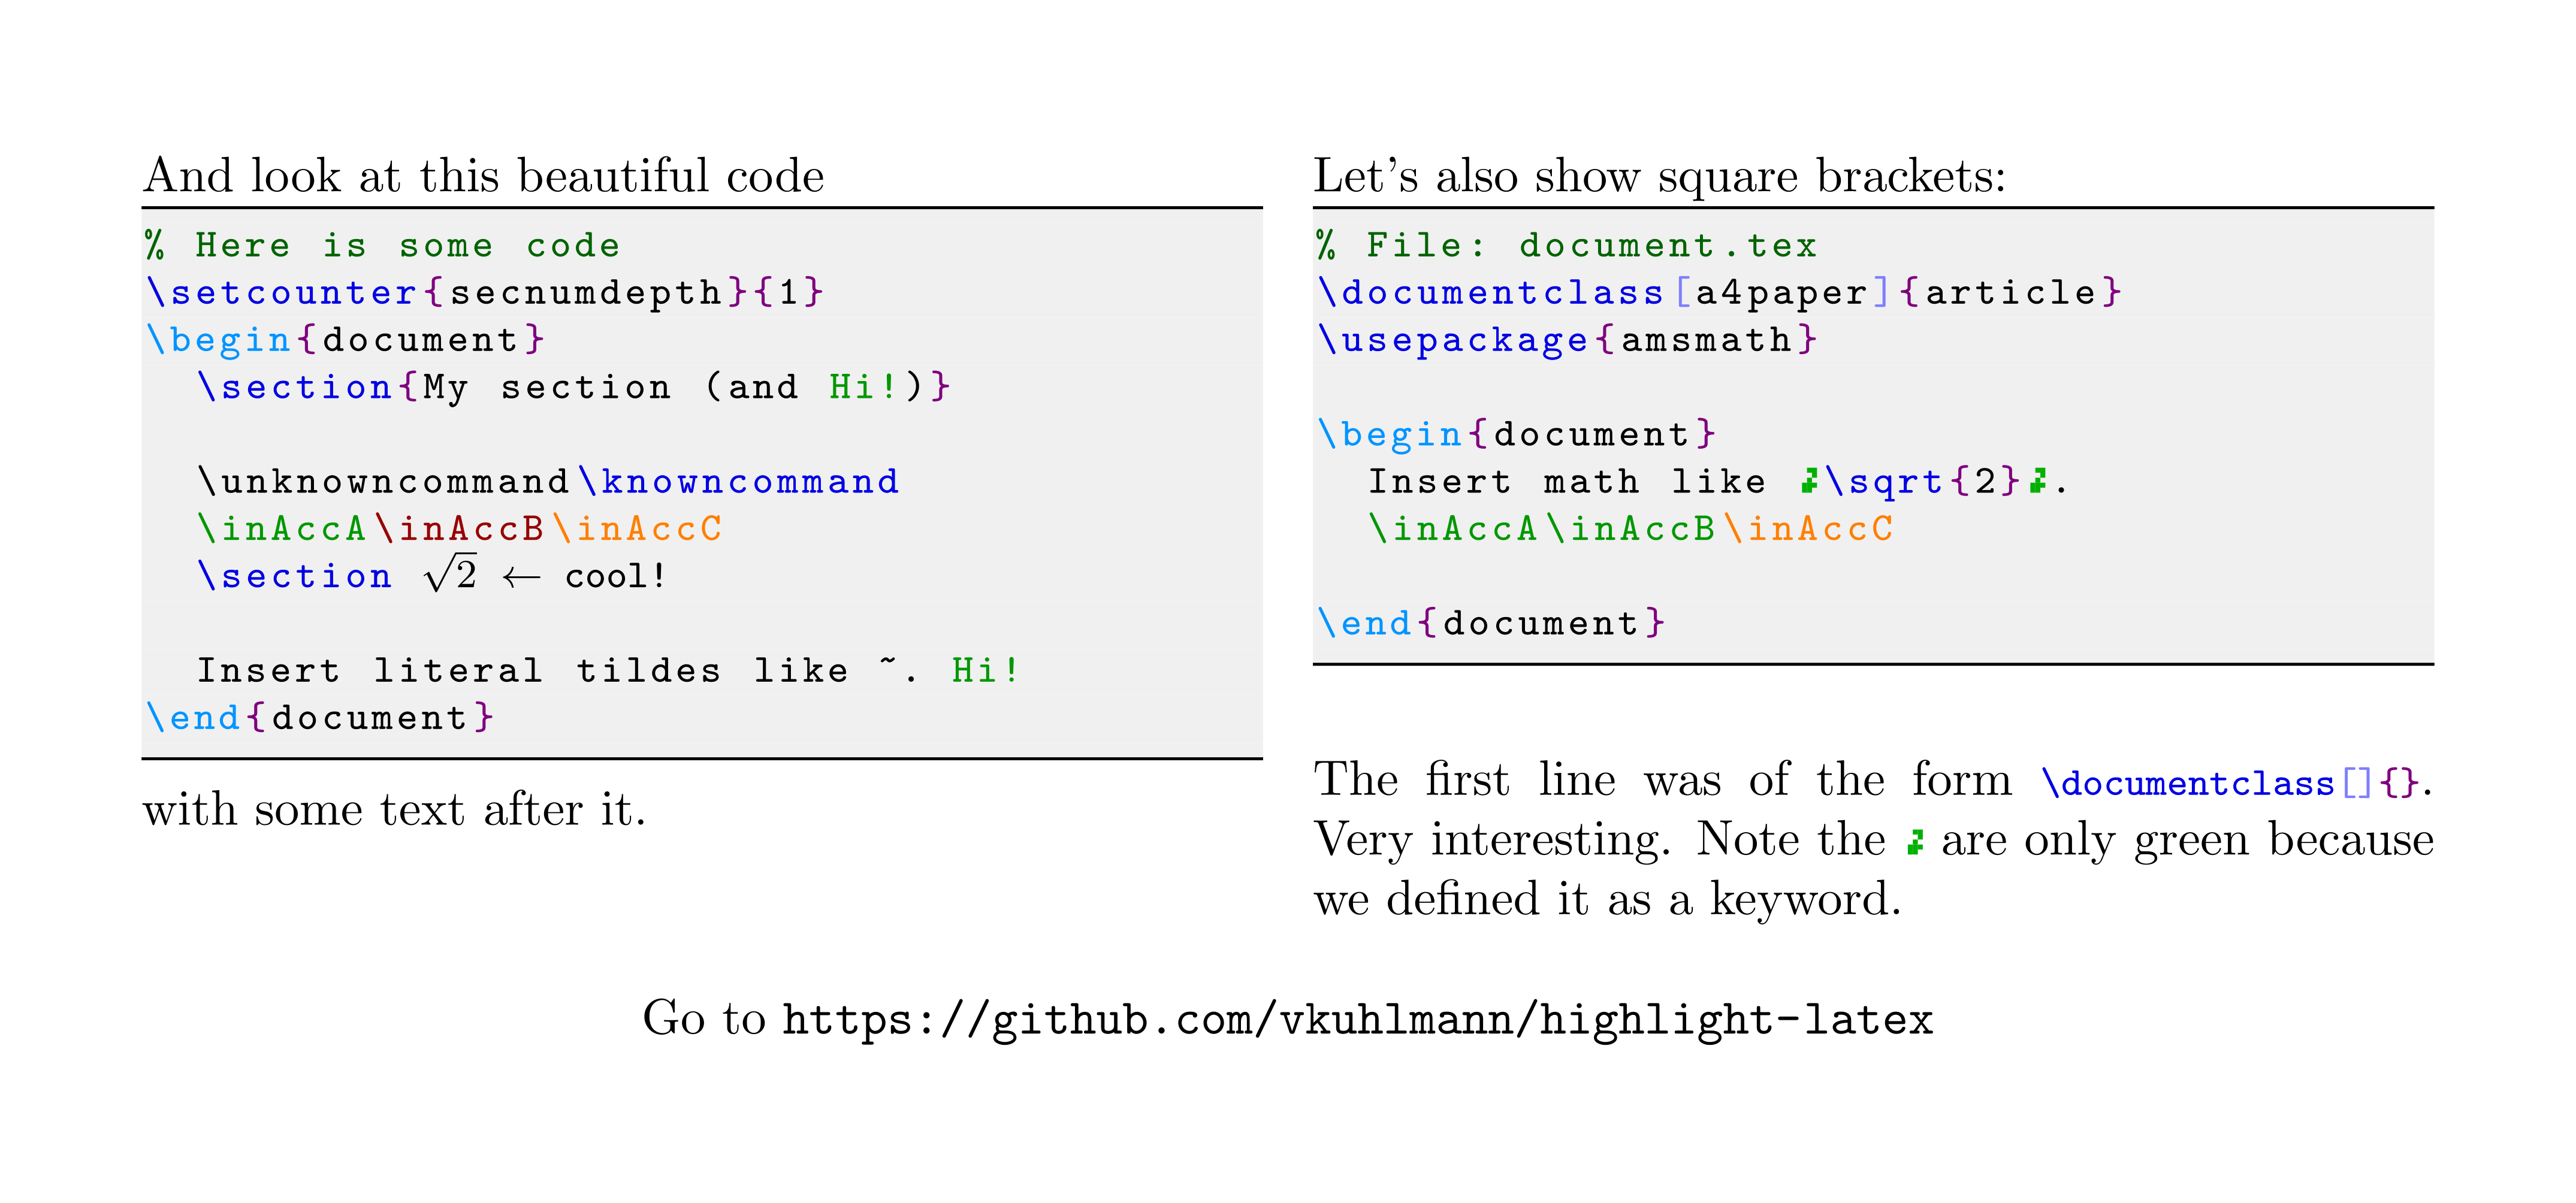 And look at this beautiful code
% Here is some code
\setcounter{secnumdepth}{1}
\begin{document}
  \section{My section (and Hi!)}
  \unknowncommand\knowncommand
  \inAccA\inAccB\inAccC
  \section √2 ← cool!
  Insert literal tildes like ~. Hi!
\end{document}
with some text after it.
Let's also show square brackets:
% File: document.tex
\documentclass[a4paper]{article}
\usepackage{amsmath}
\begin{document}
  Insert math like \sqrt{2}.
  \inAccA\inAccB\inAccC
\end{document}
The first line was of the form \documentclass[]{}.
Very interesting. Note the are only green because
we defined it as a keyword.
Go to https://github.com/vkuhlmann/highlight-latex